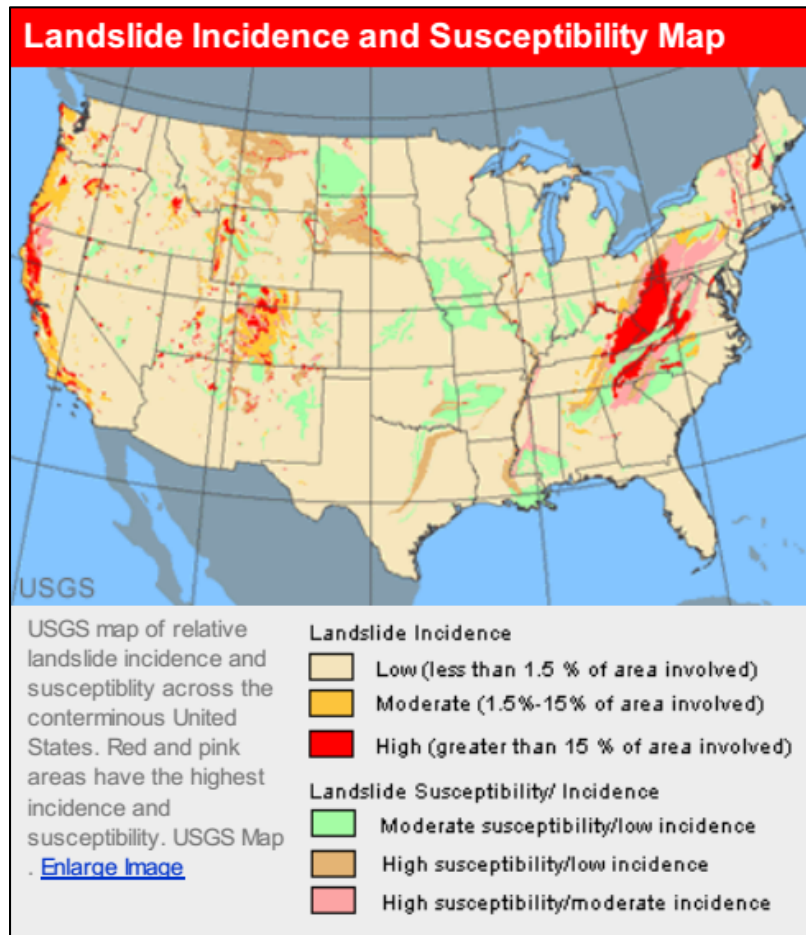 Landslide Incidence and Susceptibility Map
USGS
USGS map of relative
landslide incidence and
susceptiblity across the
conterminous United
States. Red and pink
areas have the highest
incidence and
susceptibility. USGS Map
. Enlarge Image
Landslide Incidence
Low (less than 1.5 % of area involved)
Moderate (1.5%-15% of area involved)
High (greater than 15 % of area involved)
Landslide Susceptibility/ Incidence
Moderate susceptibility/low incidence
High susceptibility/low incidence
High susceptibility/moderate incidence